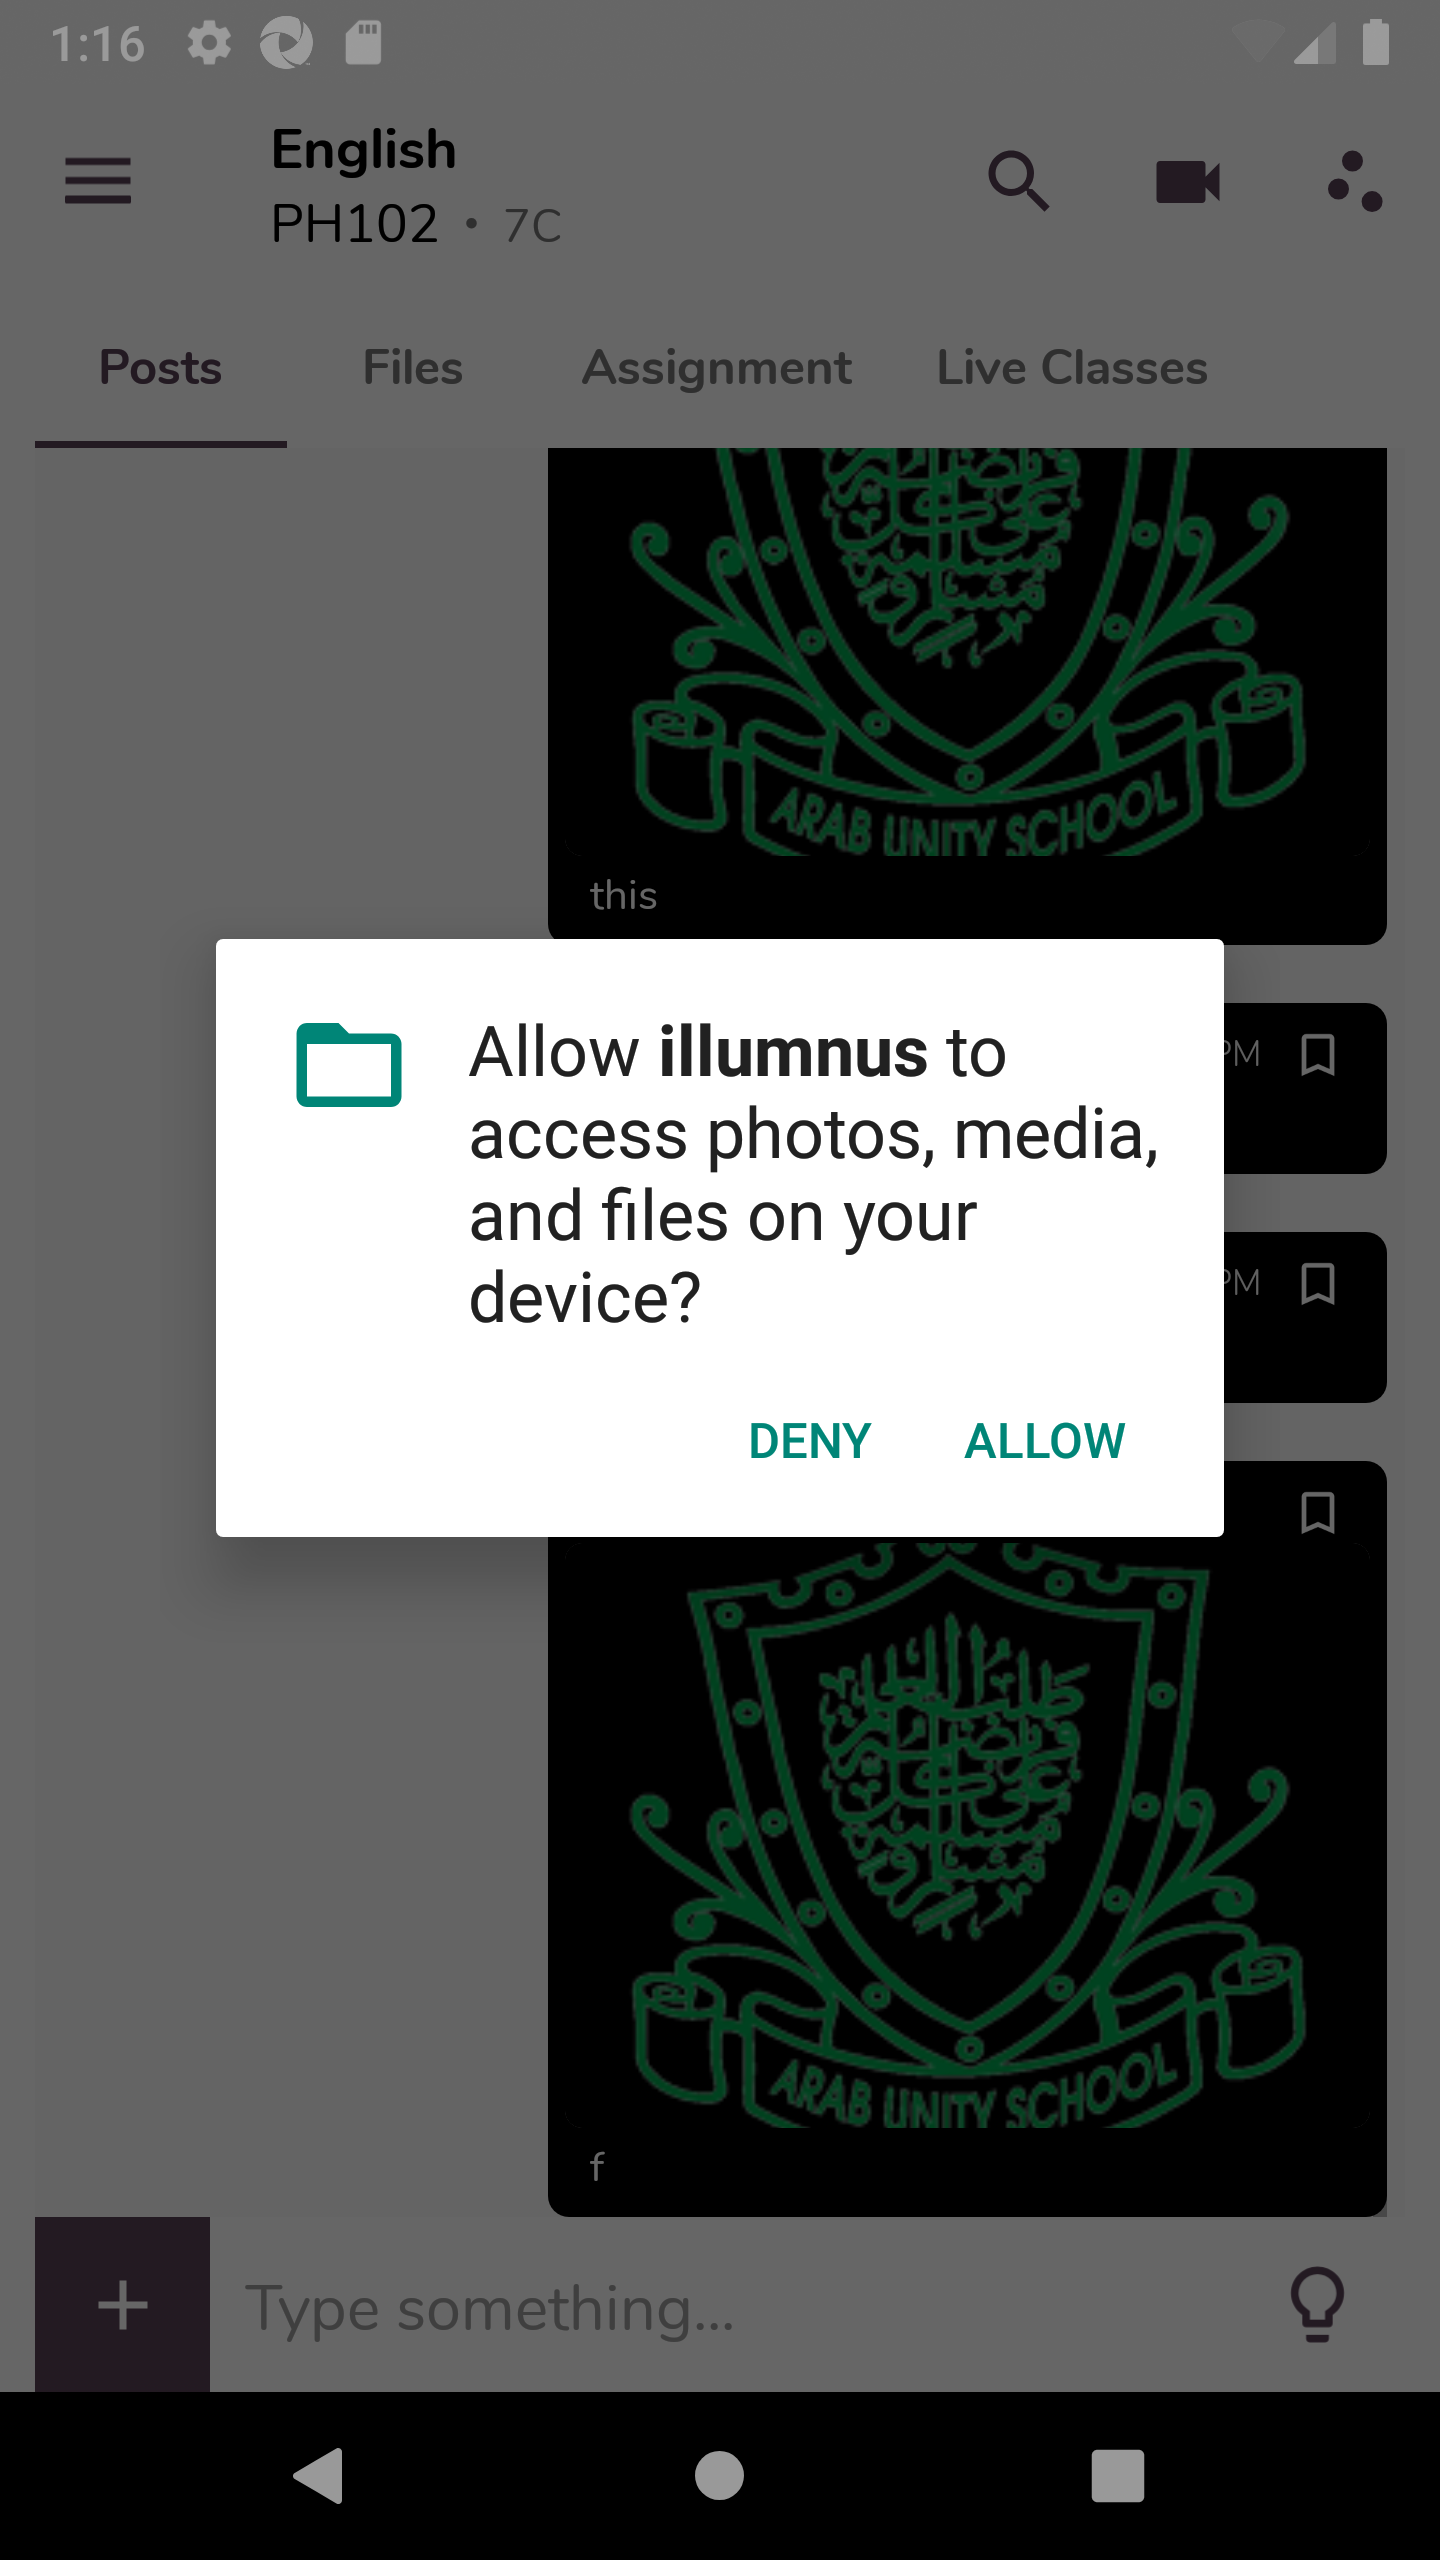 1:16
English
PH102 • 7C
Posts Files Assignment Live Classes
ARAB UNITY SCHOOL
this
Allow illumnus to
access photos, media,
and files on your
device?
PM
PM
DENY ALLOW
ARAB UNITY SCHOOL
f
Type something...